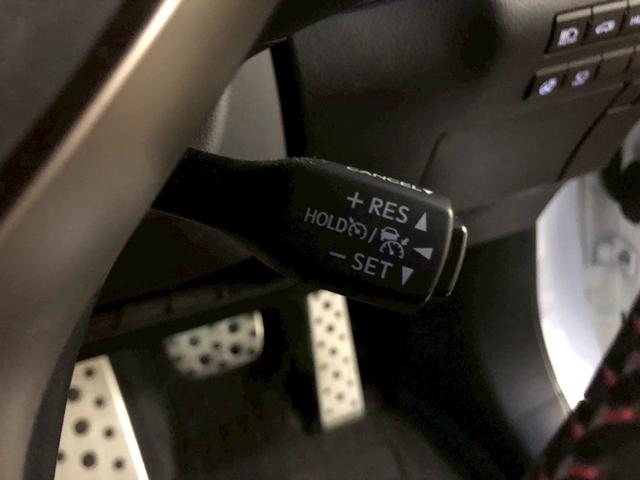 CANCEL
+ RES ▲
HOLD / ◀
− SET ▼